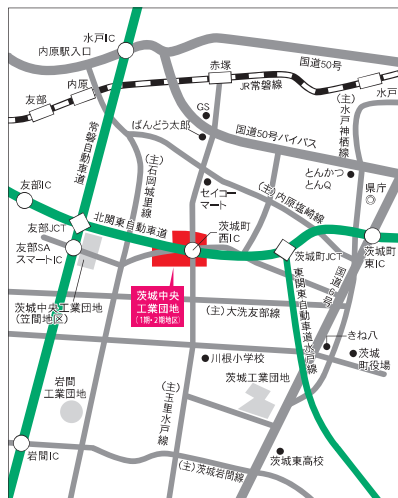 水戸IC
内原駅入口
赤塚
国道50号
内原
JR常磐線
水戸
友部
GS
ばんどう太郎
国道50号バイパス
(主)水戸神栖線
常磐自動車道
(主)石岡城里線
とんかつ
とんQ
友部IC
セイコー
マート
(主)内原塩崎線
県庁
北関東自動車道
友部JCT
茨城町
西IC
友部SA
スマートIC
茨城町JCT
茨城町
東IC
茨城中央工業団地
(笠間地区)
茨城中央
工業団地
(1期・2期地区)
(主)大洗友部線
東関東自動車道水戸線
国道6号
きね八
茨城
町役場
川根小学校
岩間
工業団地
茨城工業団地
(主)玉里水戸線
岩間IC
(主)茨城岩間線
茨城東高校